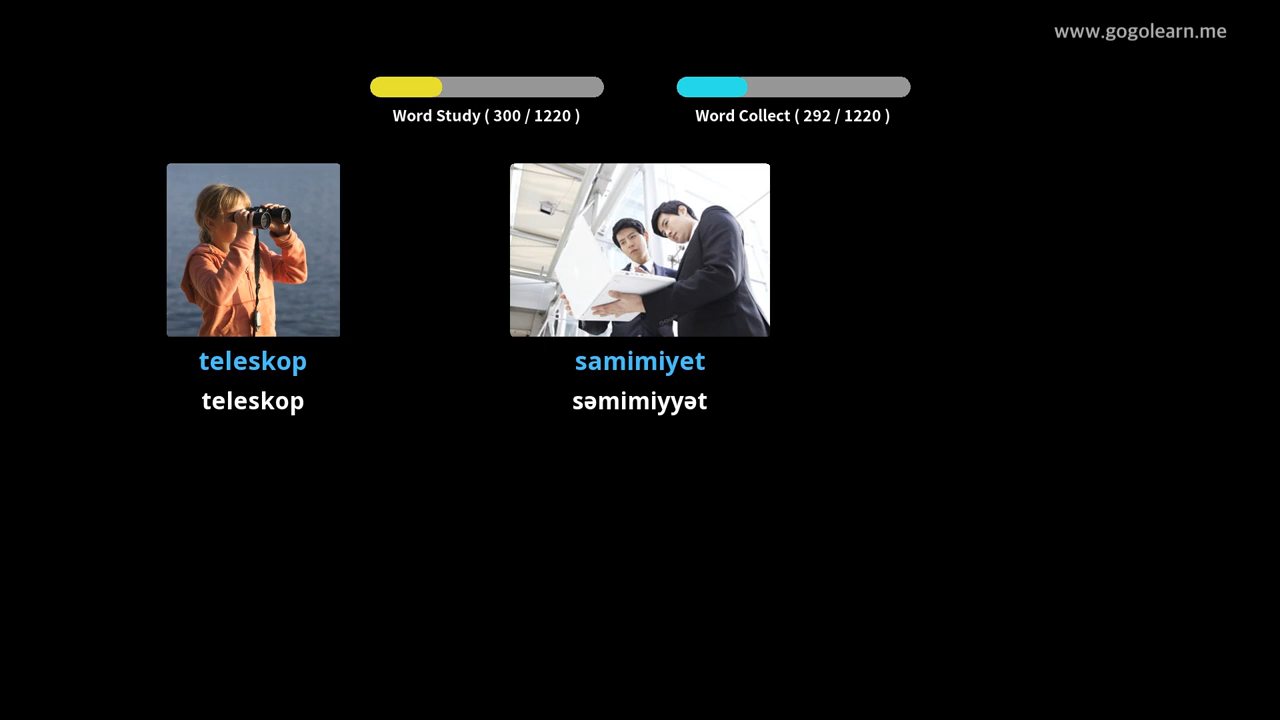 www.gogolearn.me
Word Study ( 300 / 1220 )
Word Collect ( 292 / 1220 )
teleskop
teleskop
samimiyet
səmimiyyət